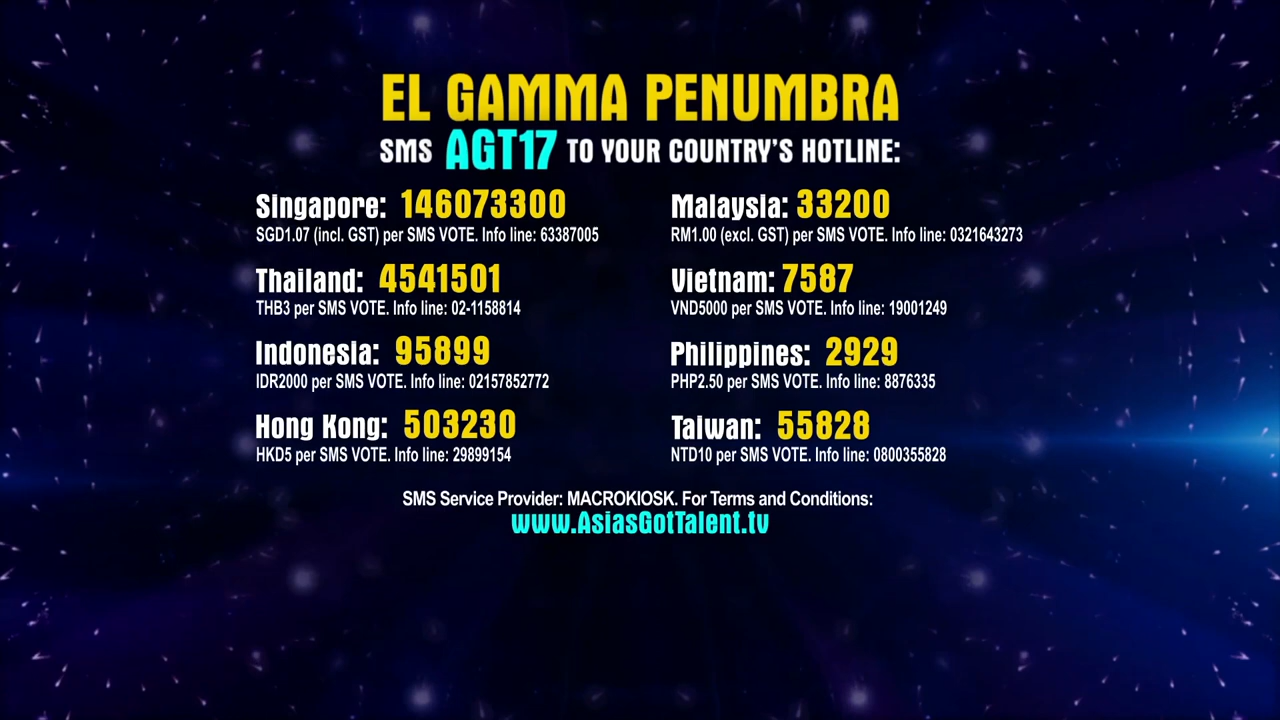 EL GAMMA PENUMBRA
SMS AGT17 TO YOUR COUNTRY'S HOTLINE:
Singapore: 146073300
SGD1.07 (incl. GST) per SMS VOTE. Info line: 63387005
Malaysia: 33200
RM1.00 (excl. GST) per SMS VOTE. Info line: 0321643273
Thailand: 4541501
THB3 per SMS VOTE. Info line: 02-1158814
Vietnam: 7587
VND5000 per SMS VOTE. Info line: 19001249
Indonesia: 95899
IDR2000 per SMS VOTE. Info line: 02157852772
Philippines: 2929
PHP2.50 per SMS VOTE. Info line: 8876335
Hong Kong: 503230
HKD5 per SMS VOTE. Info line: 29899154
Taiwan: 55828
NTD10 per SMS VOTE. Info line: 0800355828
SMS Service Provider: MACROKIOSK. For Terms and Conditions:
www.AsiasGotTalent.tv